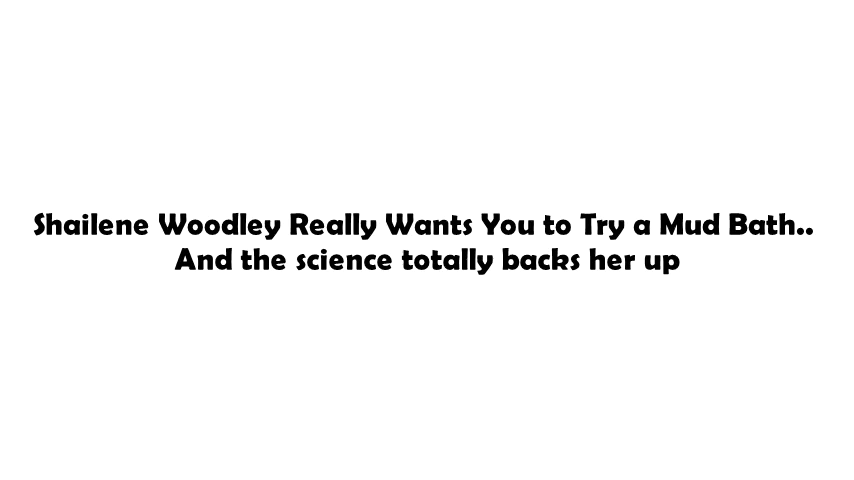 Shailene Woodley Really Wants You to Try a Mud Bath..
And the science totally backs her up